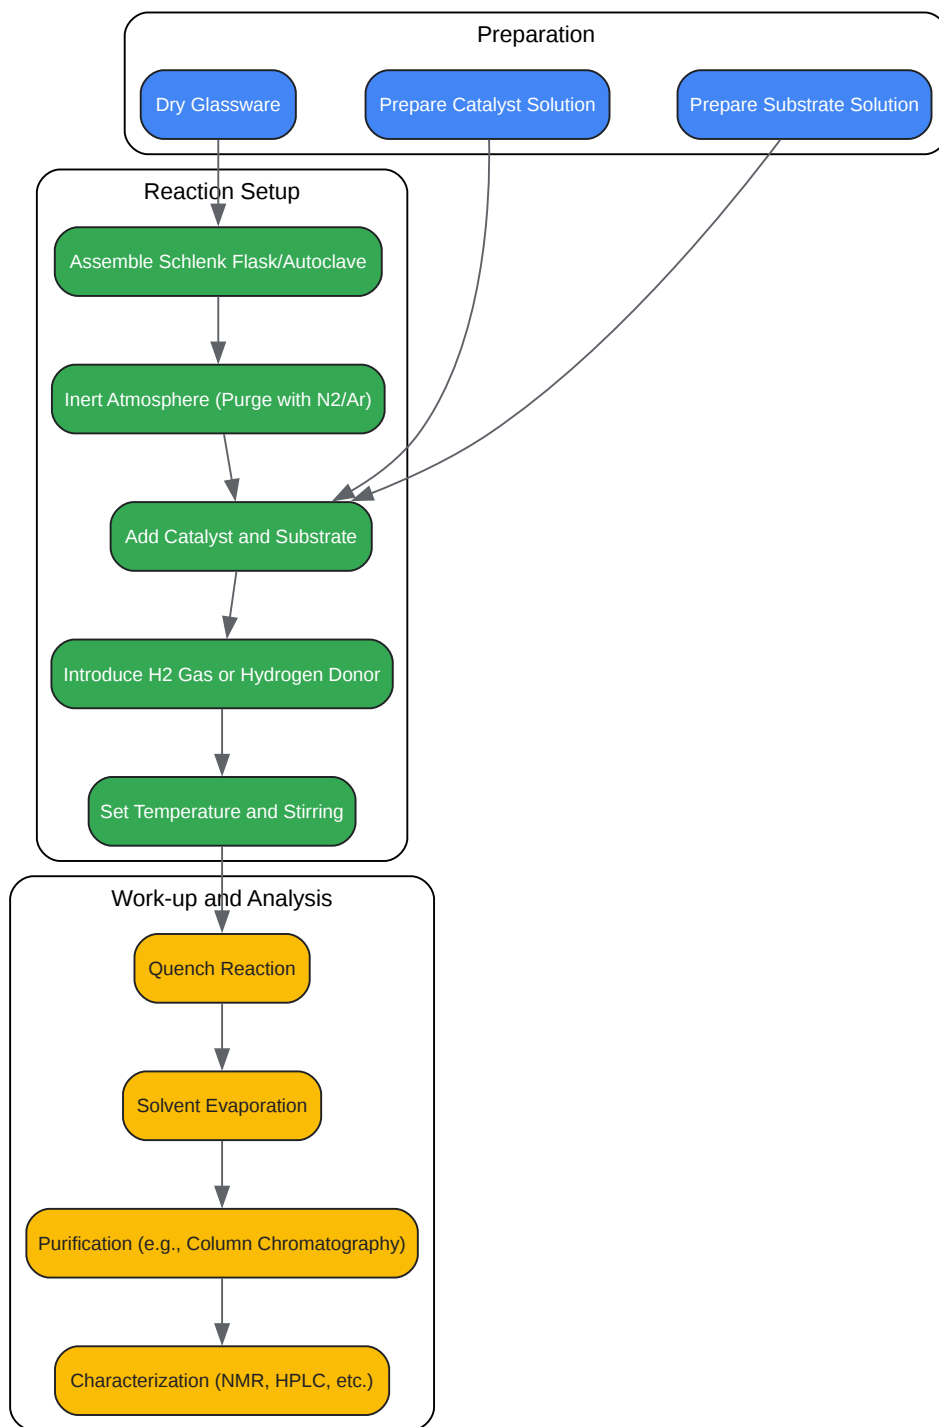 Preparation
Dry Glassware
Prepare Catalyst Solution
Prepare Substrate Solution
Reaction Setup
Assemble Schlenk Flask/Autoclave
Inert Atmosphere (Purge with N2/Ar)
Add Catalyst and Substrate
Introduce H2 Gas or Hydrogen Donor
Set Temperature and Stirring
Work-up and Analysis
Quench Reaction
Solvent Evaporation
Purification (e.g., Column Chromatography)
Characterization (NMR, HPLC, etc.)